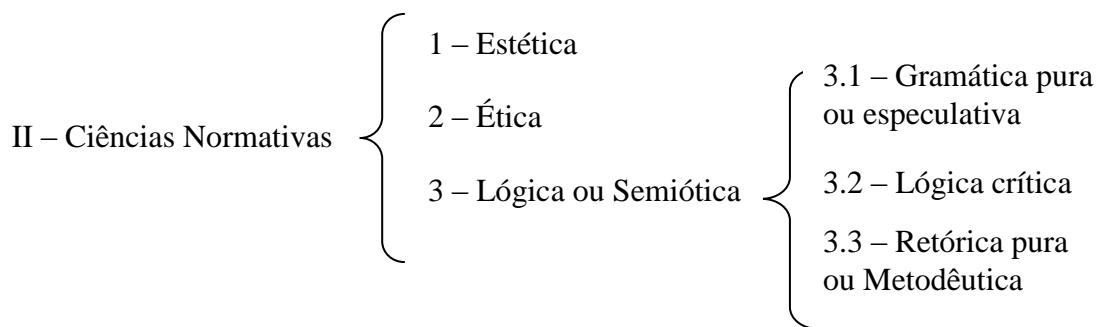 II – Ciências Normativas
1 – Estética
2 – Ética
3 – Lógica ou Semiótica
3.1 – Gramática pura
ou especulativa
3.2 – Lógica crítica
3.3 – Retórica pura
ou Metodêutica